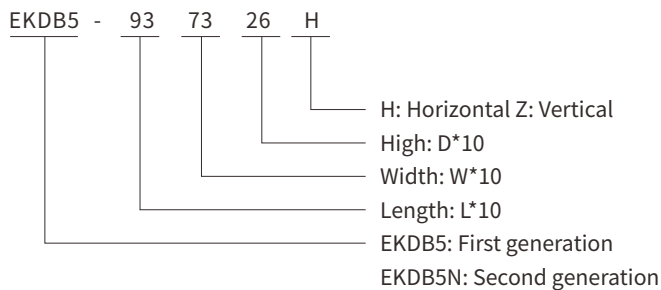 EKDB5 - 93 73 26 H
H: Horizontal Z: Vertical
High: D*10
Width: W*10
Length: L*10
EKDB5: First generation
EKDB5N: Second generation